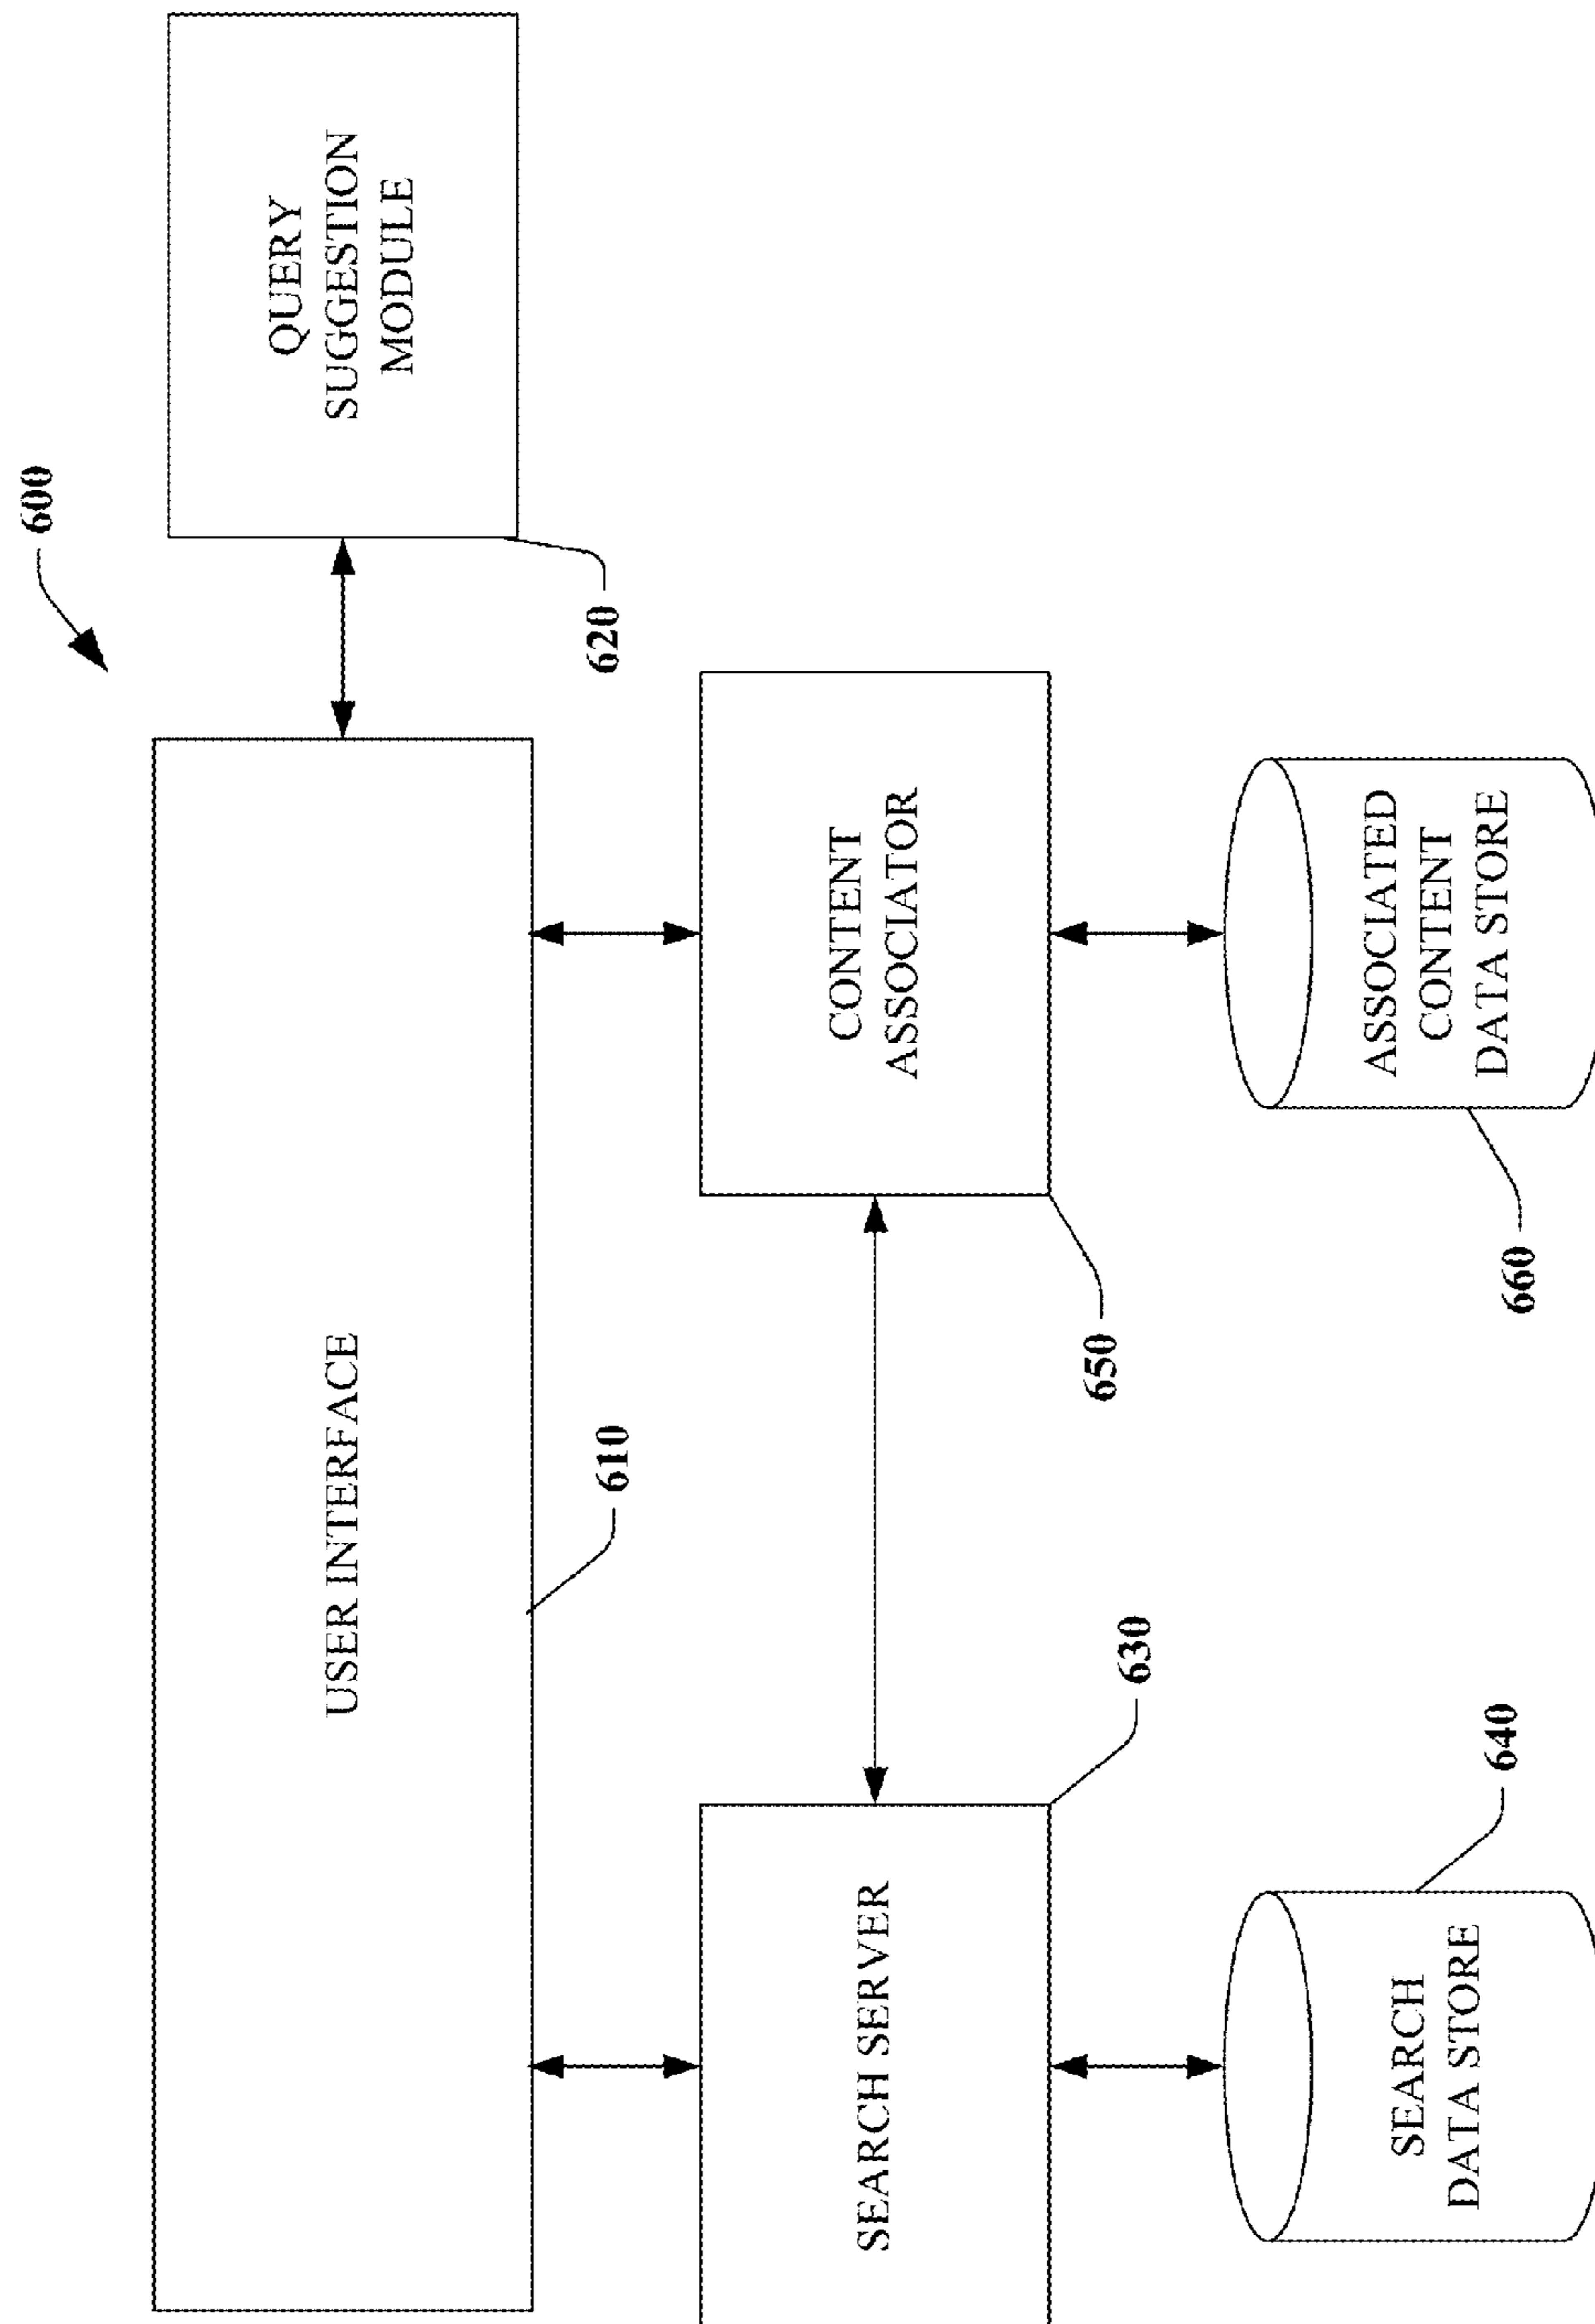 600
USER INTERFACE
610
QUERY
SUGGESTION
MODULE
620
SEARCH SERVER
630
CONTENT
ASSOCIATOR
650
SEARCH
DATA STORE
640
ASSOCIATED
CONTENT
DATA STORE
660